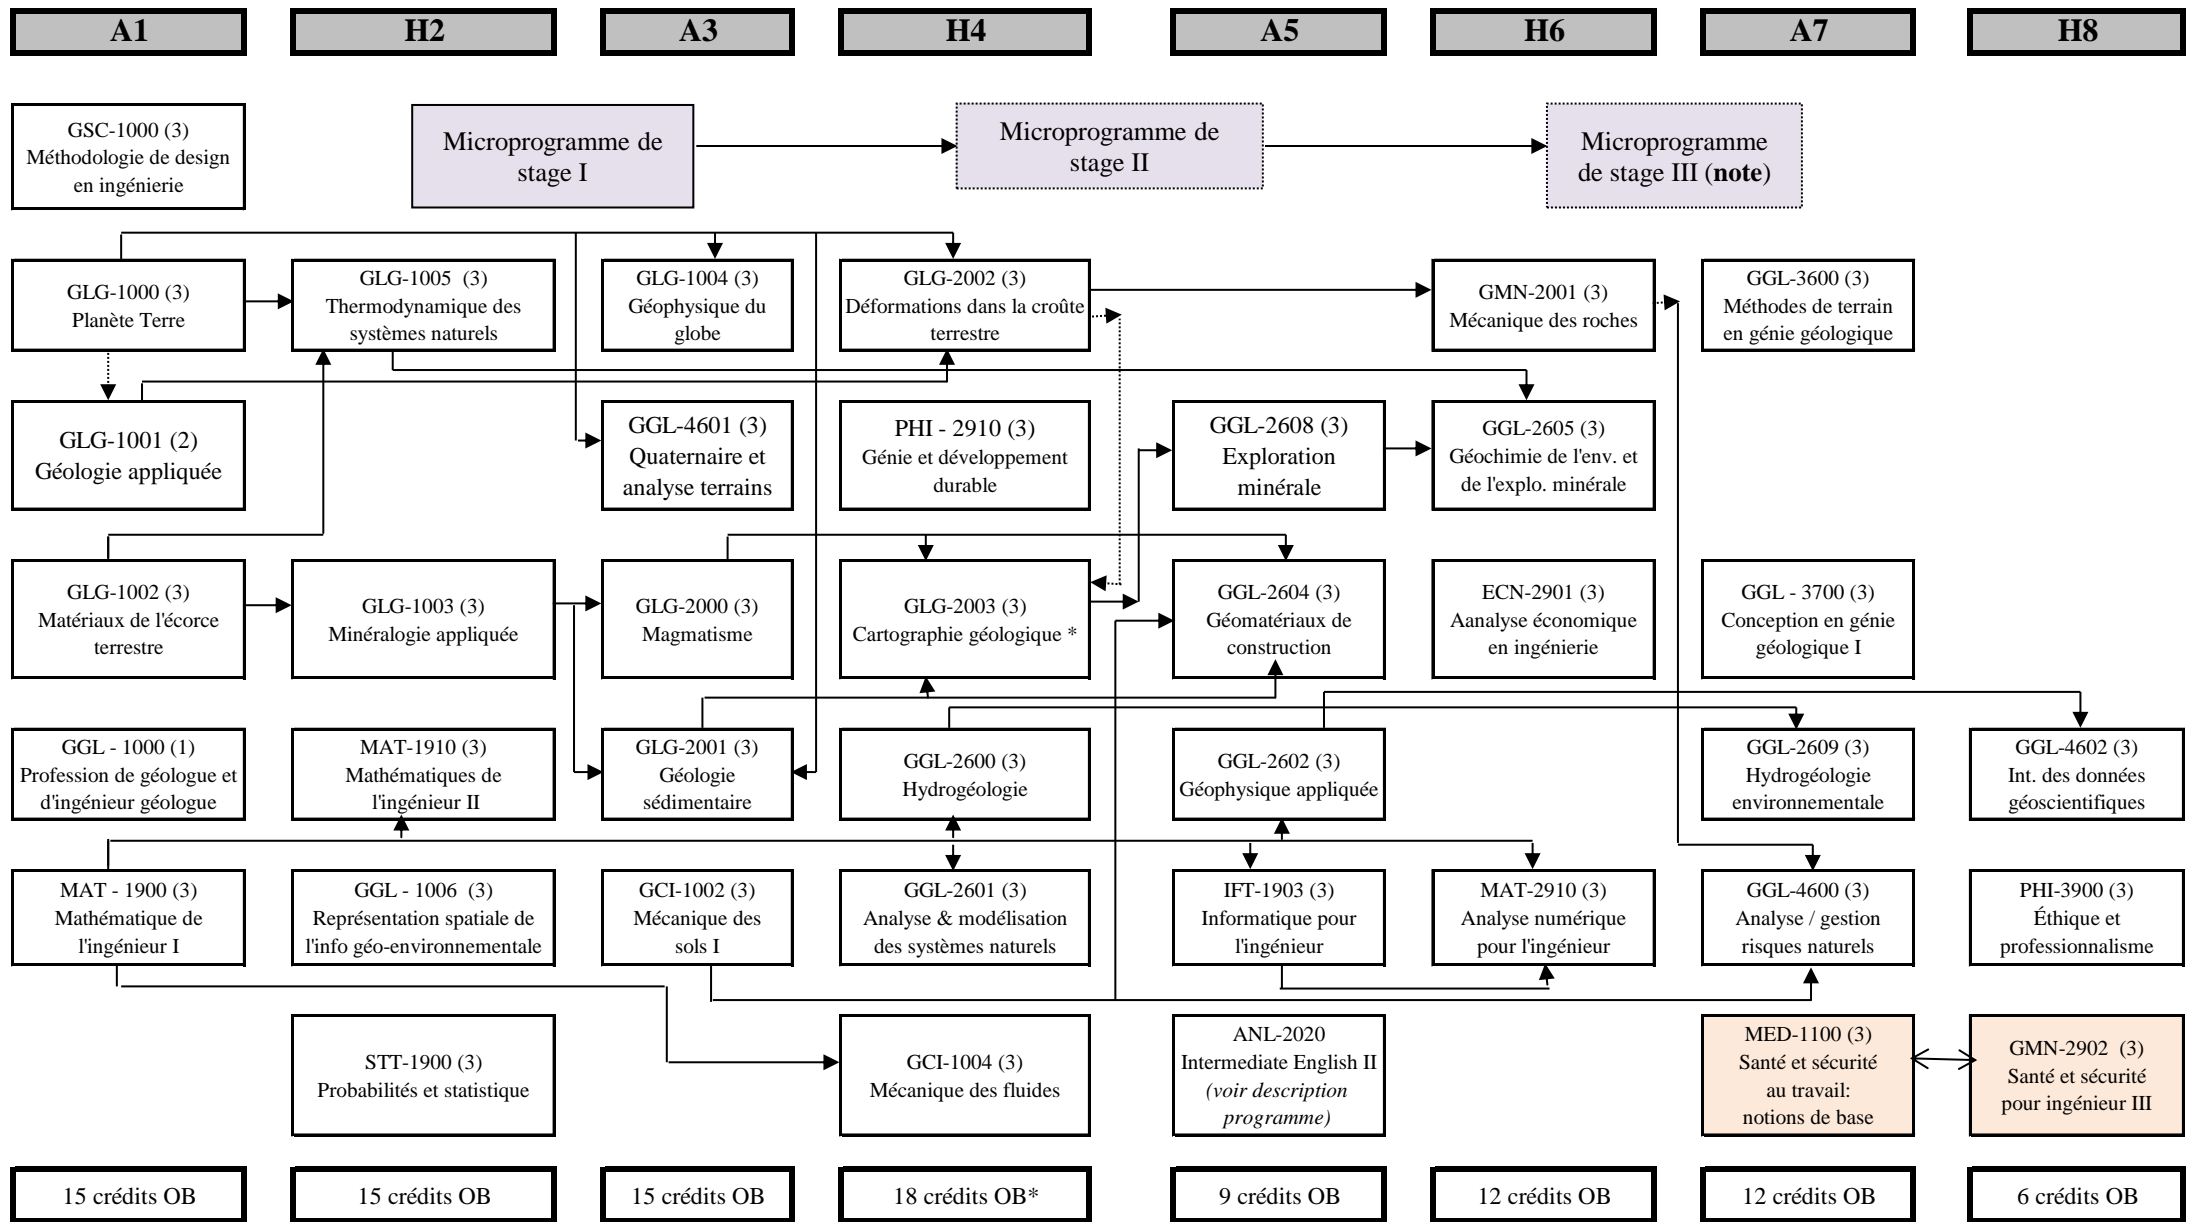 A1
H2
A3
H4
A5
H6
A7
H8
GSC-1000 (3)
Méthodologie de design
en ingénierie
Microprogramme de
stage I
Microprogramme de
stage II
Microprogramme
de stage III (note)
GLG-1000 (3)
Planète Terre
GLG-1005 (3)
Thermodynamique des
systèmes naturels
GLG-1004 (3)
Géophysique du
globe
GLG-2002 (3)
Déformations dans la croûte
terrestre
GMN-2001 (3)
Mécanique des roches
GGL-3600 (3)
Méthodes de terrain
en génie géologique
GLG-1001 (2)
Géologie appliquée
GGL-4601 (3)
Quaternaire et
analyse terrains
PHI - 2910 (3)
Génie et développement
durable
GGL-2608 (3)
Exploration
minérale
GGL-2605 (3)
Géochimie de l'env. et
de l'explo. minérale
GLG-1002 (3)
Matériaux de l'écorce
terrestre
GLG-1003 (3)
Minéralogie appliquée
GLG-2000 (3)
Magmatisme
GLG-2003 (3)
Cartographie géologique *
GGL-2604 (3)
Géomatériaux de
construction
ECN-2901 (3)
Aanalyse économique
en ingénierie
GGL - 3700 (3)
Conception en génie
géologique I
GGL - 1000 (1)
Profession de géologue et
d'ingénieur géologue
MAT-1910 (3)
Mathématiques de
l'ingénieur II
GLG-2001 (3)
Géologie
sédimentaire
GGL-2600 (3)
Hydrogéologie
GGL-2602 (3)
Géophysique appliquée
GGL-2609 (3)
Hydrogéologie
environnementale
GGL-4602 (3)
Int. des données
géoscientifiques
MAT - 1900 (3)
Mathématique de
l'ingénieur I
GGL - 1006 (3)
Représentation spatiale de
l'info géo-environnementale
GCI-1002 (3)
Mécanique des
sols I
GGL-2601 (3)
Analyse & modélisation
des systèmes naturels
IFT-1903 (3)
Informatique pour
l'ingénieur
MAT-2910 (3)
Analyse numérique
pour l'ingénieur
GGL-4600 (3)
Analyse / gestion
risques naturels
PHI-3900 (3)
Éthique et
professionnalisme
STT-1900 (3)
Probabilités et statistique
GCI-1004 (3)
Mécanique des fluides
ANL-2020
Intermediate English II
(voir description
programme)
MED-1100 (3)
Santé et sécurité
au travail:
notions de base
GMN-2902 (3)
Santé et sécurité
pour ingénieur III
15 crédits OB
15 crédits OB
15 crédits OB
18 crédits OB*
9 crédits OB
12 crédits OB
12 crédits OB
6 crédits OB